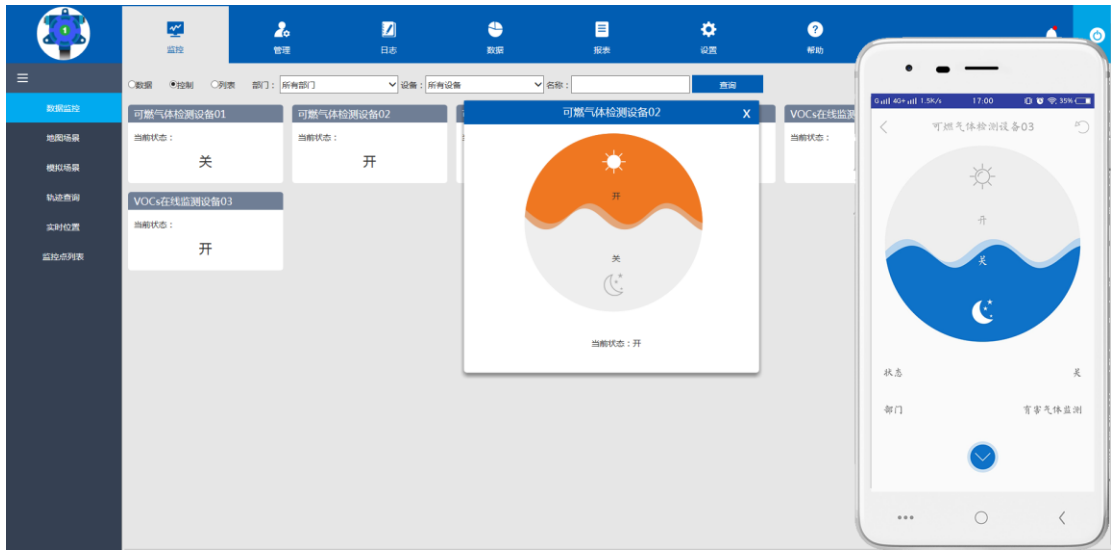 1
监控
管理
日志
数据
报表
设置
?
帮助
数据监控
地图场景
模拟场景
轨迹查询
实时位置
监控点列表
数据 控制 列表 部门： 所有部门 设备： 所有设备 名称： 查询
可燃气体检测设备01
当前状态：
关
可燃气体检测设备02
当前状态：
开
VOCs在线监测
当前状态：
VOCs在线监测设备03
当前状态：
开
可燃气体检测设备02 X
开
关
当前状态：开
4G+ 1.5K/s 17:00 35%
可燃气体检测设备03
开
关
状态 关
部门 有害气体监测